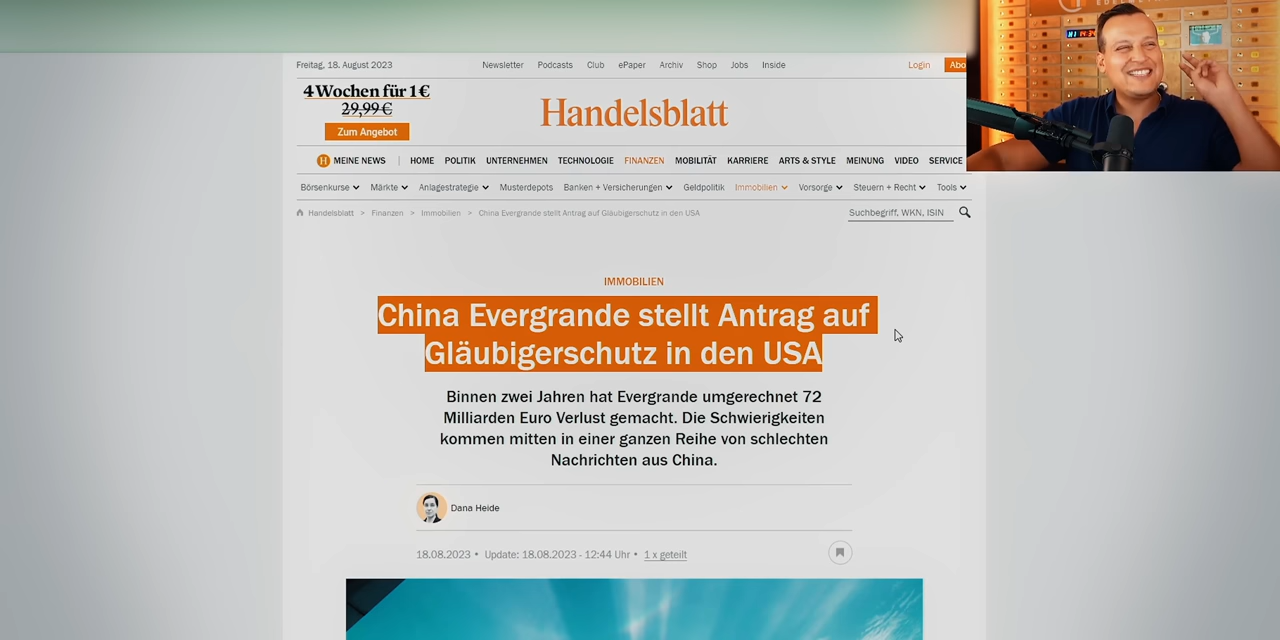 Freitag, 18. August 2023
Newsletter Podcasts Club ePaper Archiv Shop Jobs Inside
Login Abo
4 Wochen für 1 €
29,99 €
Zum Angebot
Handelsblatt
H MEINE NEWS | HOME POLITIK UNTERNEHMEN TECHNOLOGIE FINANZEN MOBILITÄT KARRIERE ARTS & STYLE MEINUNG VIDEO SERVICE
Börsenkurse Märkte Anlagestrategie Musterdepots Banken + Versicherungen Geldpolitik Immobilien Vorsorge Steuern + Recht Tools
Handelsblatt > Finanzen > Immobilien > China Evergrande stellt Antrag auf Gläubigerschutz in den USA
Suchbegriff, WKN, ISIN
IMMOBILIEN
China Evergrande stellt Antrag auf
Gläubigerschutz in den USA
Binnen zwei Jahren hat Evergrande umgerechnet 72
Milliarden Euro Verlust gemacht. Die Schwierigkeiten
kommen mitten in einer ganzen Reihe von schlechten
Nachrichten aus China.
Dana Heide
18.08.2023 • Update: 18.08.2023 - 12:44 Uhr • 1 x geteilt